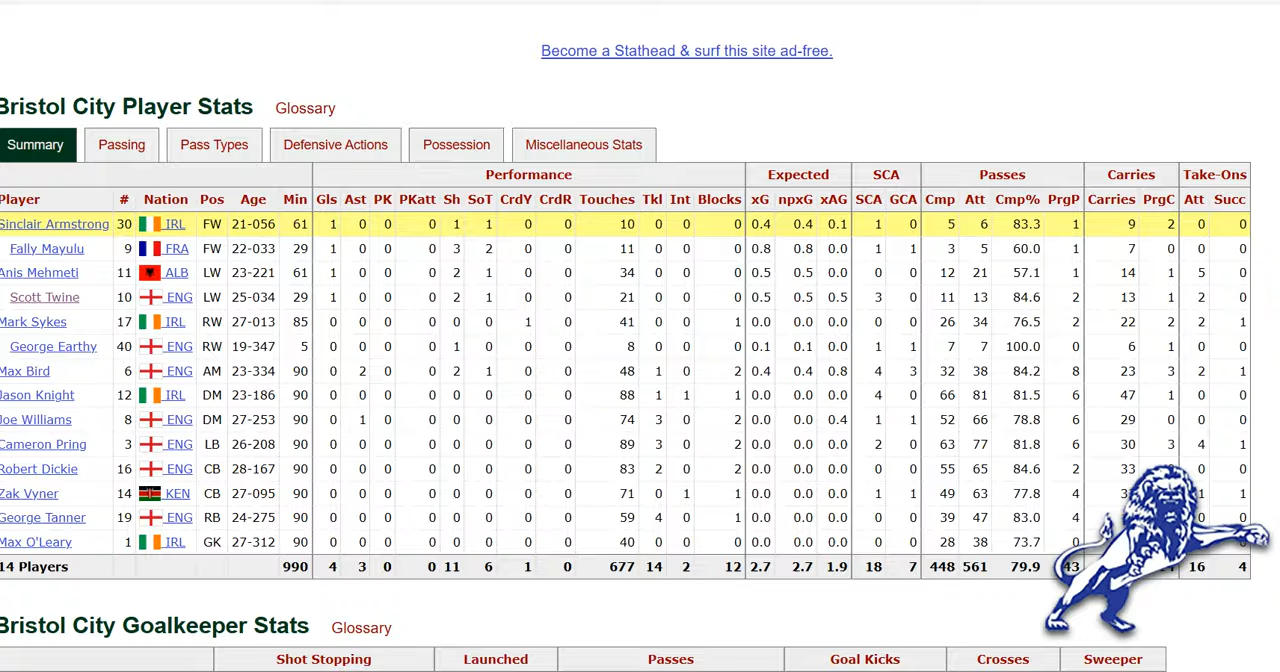 Become a Stathead & surf this site ad-free.
Bristol City Player Stats Glossary
Summary Passing Pass Types Defensive Actions Possession Miscellaneous Stats
Performance Expected SCA Passes Carries Take-Ons
Player # Nation Pos Age Min Gls Ast PK PKatt Sh SoT CrdY CrdR Touches Tkl Int Blocks xG npxG xAG SCA GCA Cmp Att Cmp% PrgP Carries PrgC Att Succ
Sinclair Armstrong 30 IRL FW 21-056 61 1 0 0 0 1 1 0 0 10 0 0 0 0.4 0.4 0.1 1 0 5 6 83.3 1 9 2 0 0
Fally Mayulu 9 FRA FW 22-033 29 1 0 0 0 3 2 0 0 11 0 0 0 0.8 0.8 0.0 1 1 3 5 60.0 1 7 0 0 0
Anis Mehmeti 11 ALB LW 23-221 61 1 0 0 0 2 1 0 0 34 0 0 0 0.5 0.5 0.0 0 0 12 21 57.1 1 14 1 5 0
Scott Twine 10 ENG LW 25-034 29 1 0 0 0 2 1 0 0 21 0 0 0 0.5 0.5 0.5 3 0 11 13 84.6 2 13 1 2 0
Mark Sykes 17 IRL RW 27-013 85 0 0 0 0 0 0 1 0 41 0 0 1 0.0 0.0 0.0 0 0 26 34 76.5 2 22 2 2 1
George Earthy 40 ENG RW 19-347 5 0 0 0 0 1 0 0 0 8 0 0 0 0.1 0.1 0.0 1 1 7 7 100.0 0 6 1 0 0
Max Bird 6 ENG AM 23-334 90 0 2 0 0 2 1 0 0 48 1 0 2 0.4 0.4 0.8 4 3 32 38 84.2 8 23 3 2 1
Jason Knight 12 IRL DM 23-186 90 0 0 0 0 0 0 0 0 88 1 1 1 0.0 0.0 0.0 4 0 66 81 81.5 6 47 1 0 0
Joe Williams 8 ENG DM 27-253 90 0 1 0 0 0 0 0 0 74 3 0 2 0.0 0.0 0.4 1 1 52 66 78.8 6 29 0 0 0
Cameron Pring 3 ENG LB 26-208 90 0 0 0 0 0 0 0 0 89 3 0 2 0.0 0.0 0.0 2 0 63 77 81.8 6 30 3 4 1
Robert Dickie 16 ENG CB 28-167 90 0 0 0 0 0 0 0 0 83 2 0 2 0.0 0.0 0.0 0 0 55 65 84.6 2 33 0 0
Zak Vyner 14 KEN CB 27-095 90 0 0 0 0 0 0 0 0 71 0 1 0 0.0 0.0 0.0 1 1 49 63 77.8 4 1 1
George Tanner 19 ENG RB 24-275 90 0 0 0 0 0 0 0 0 59 4 0 1 0.0 0.0 0.0 0 0 39 47 83.0 4 0 0
Max O'Leary 1 IRL GK 27-312 90 0 0 0 0 0 0 0 0 40 0 0 0 0.0 0.0 0.0 0 0 28 38 73.7 0 0 0
14 Players 990 4 3 0 0 11 6 1 0 677 14 2 12 2.7 2.7 1.9 18 7 448 561 79.9 43 16 4
Bristol City Goalkeeper Stats Glossary
Shot Stopping Launched Passes Goal Kicks Crosses Sweeper